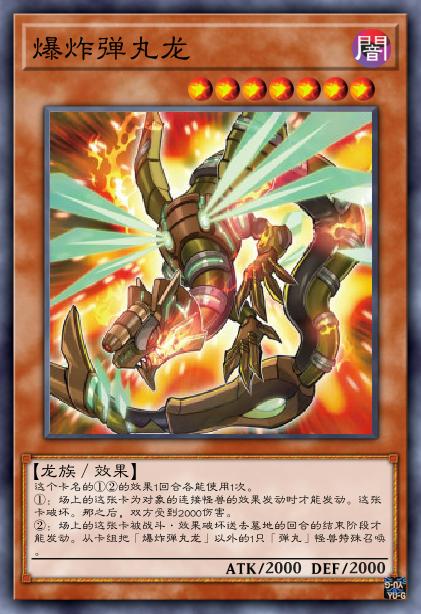 爆炸弹丸龙
闇
【龙族/效果】
这个卡名的①②的效果1回合各能使用1次。
①：场上的这张卡为对象的连接怪兽的效果发动时才能发动。这张
卡破坏。那之后，双方受到2000伤害。
②：场上的这张卡被战斗·效果破坏送去墓地的回合的结束阶段才
能发动。从卡组把「爆炸弹丸龙」以外的1只「弹丸」怪兽特殊召唤
。
ATK/2000 DEF/2000